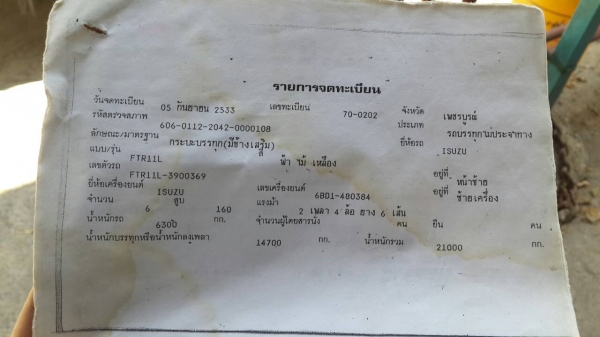 รายการจดทะเบียน
วันจดทะเบียน 05 กันยายน 2533 เลขทะเบียน 70-0202 จังหวัด เพชรบูรณ์
รหัสตรวจสภาพ 606-0112-2042-0000108 ประเภท รถบรรทุกไม่ประจำทาง
ลักษณะ/มาตรฐาน กระบะบรรทุก(มีข้างเสริม) ยี่ห้อรถ ISUZU
แบบ/รุ่น FTR11L สี ฟ้า ไม้ เหลือง
เลขตัวรถ FTR11L-3900369 อยู่ที่ หน้าซ้าย
ยี่ห้อเครื่องยนต์ ISUZU เลขเครื่องยนต์ 6BD1-480384 อยู่ที่ ซ้ายเครื่อง
จำนวน 6 สูบ 160 แรงม้า 2 เพลา 4 ล้อ ยาง 6 เส้น
น้ำหนักรถ 6300 กก. จำนวนผู้โดยสารนั่ง คน ยืน คน
น้ำหนักบรรทุกหรือน้ำหนักลงเพลา 14700 กก. น้ำหนักรวม 21000 กก.